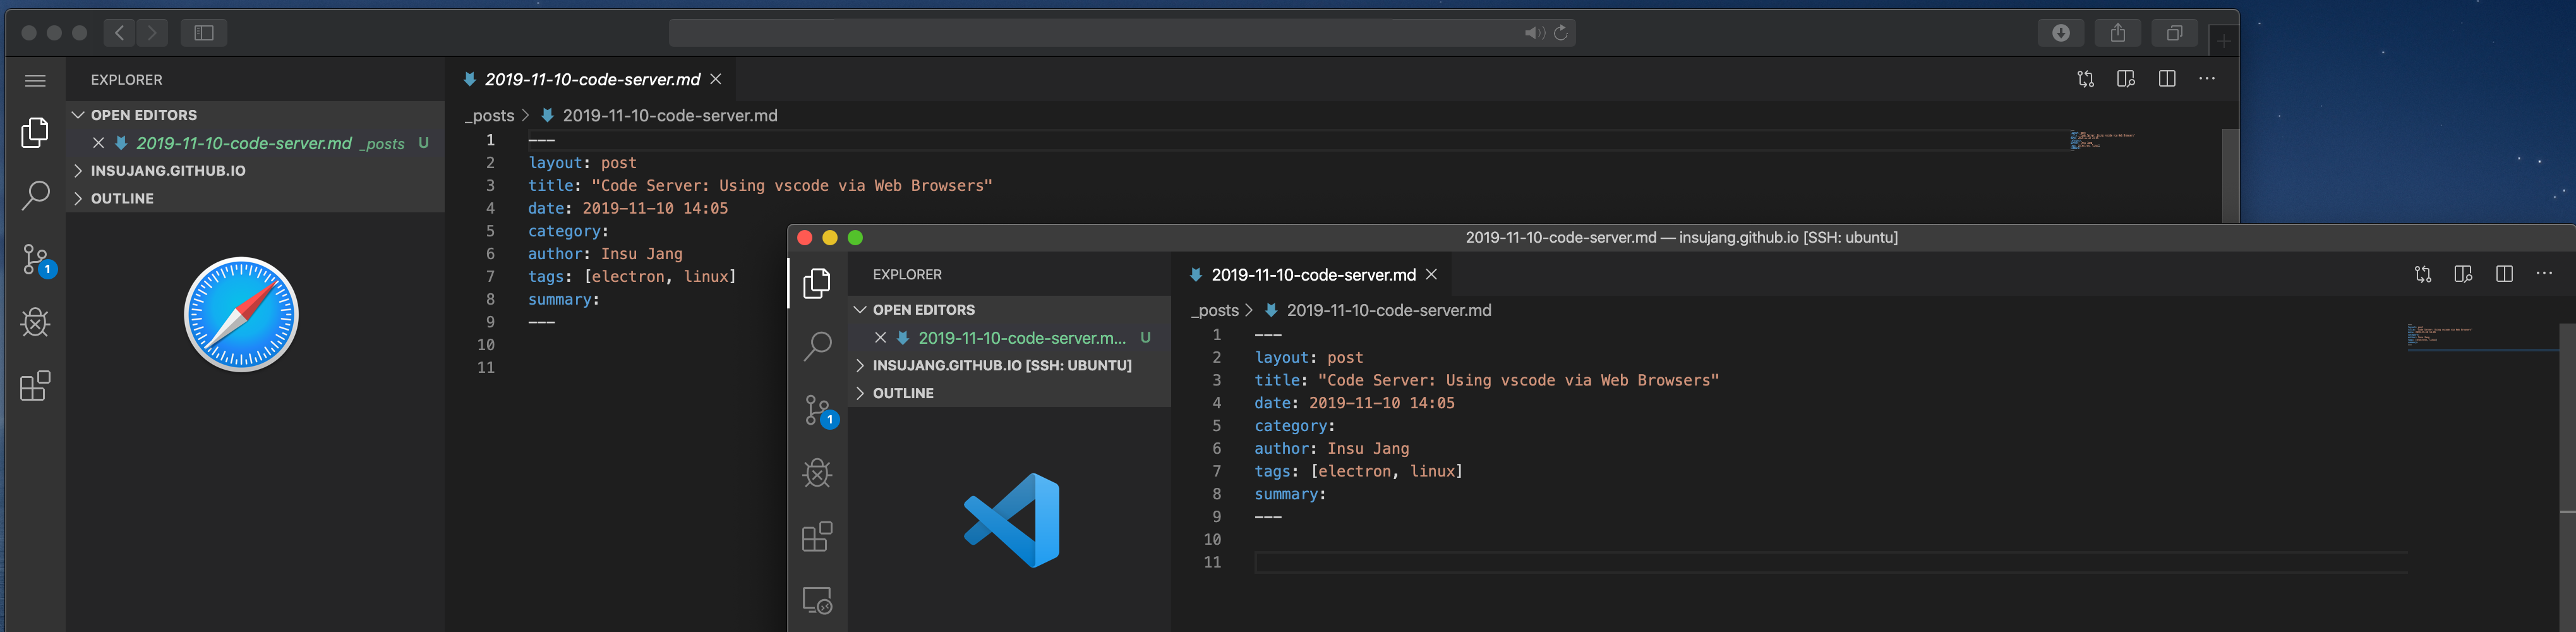 EXPLORER
OPEN EDITORS
2019-11-10-code-server.md _posts U
INSUJANG.GITHUB.IO
OUTLINE
1
2019-11-10-code-server.md
_posts > 2019-11-10-code-server.md
1 ---
2 layout: post
3 title: "Code Server: Using vscode via Web Browsers"
4 date: 2019-11-10 14:05
5 category:
6 author: Insu Jang
7 tags: [electron, linux]
8 summary:
9 ---
10
11
2019-11-10-code-server.md — insujang.github.io [SSH: ubuntu]
EXPLORER
OPEN EDITORS
2019-11-10-code-server.m... U
INSUJANG.GITHUB.IO [SSH: UBUNTU]
OUTLINE
1
2019-11-10-code-server.md
_posts > 2019-11-10-code-server.md
1 ---
2 layout: post
3 title: "Code Server: Using vscode via Web Browsers"
4 date: 2019-11-10 14:05
5 category:
6 author: Insu Jang
7 tags: [electron, linux]
8 summary:
9 ---
10
11